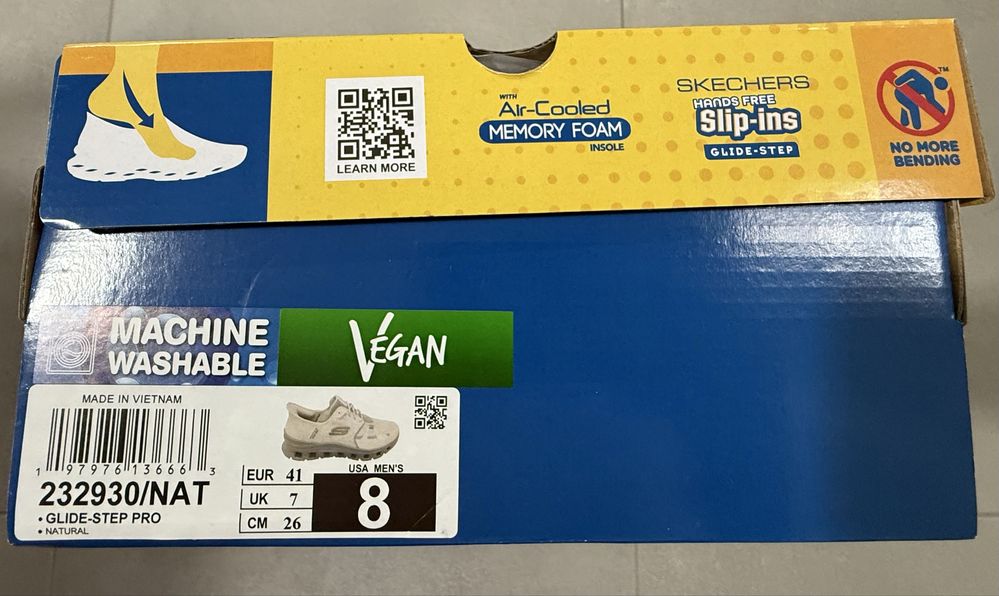 LEARN MORE
WITH
Air-Cooled
MEMORY FOAM
INSOLE
SKECHERS
HANDS FREE
Slip-ins
GLIDE-STEP
TM
NO MORE
BENDING
MACHINE
WASHABLE
VEGAN
MADE IN VIETNAM
1 97976 13666 3
232930/NAT
• GLIDE-STEP PRO
• NATURAL
EUR 41
UK 7
CM 26
USA MEN'S
8